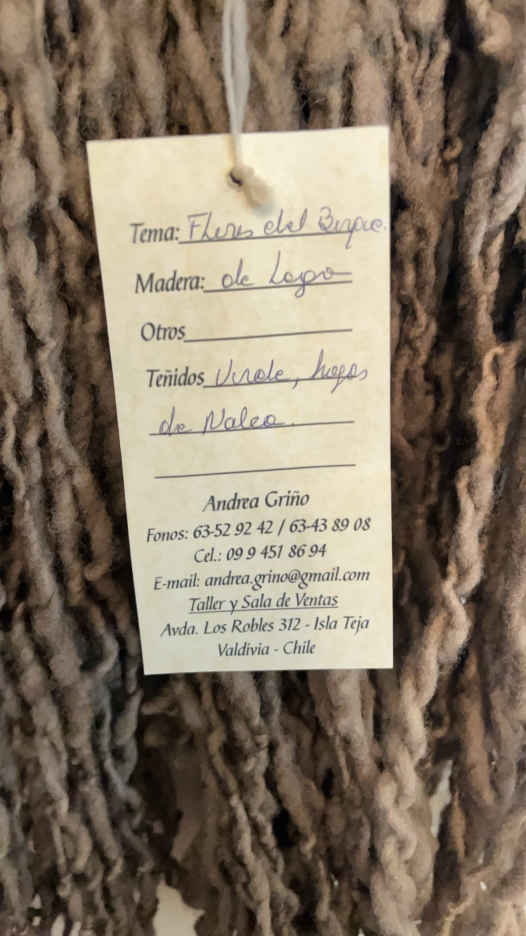 Tema: Flores del Bosque.
Madera: de Lago
Otros
Teñidos Verde, hojas
de Nalca.
Andrea Griño
Fonos: 63-52 92 42 / 63-43 89 08
Cel.: 09 9 451 86 94
E-mail: andrea.grino@gmail.com
Taller y Sala de Ventas
Avda. Los Robles 312 - Isla Teja
Valdivia - Chile